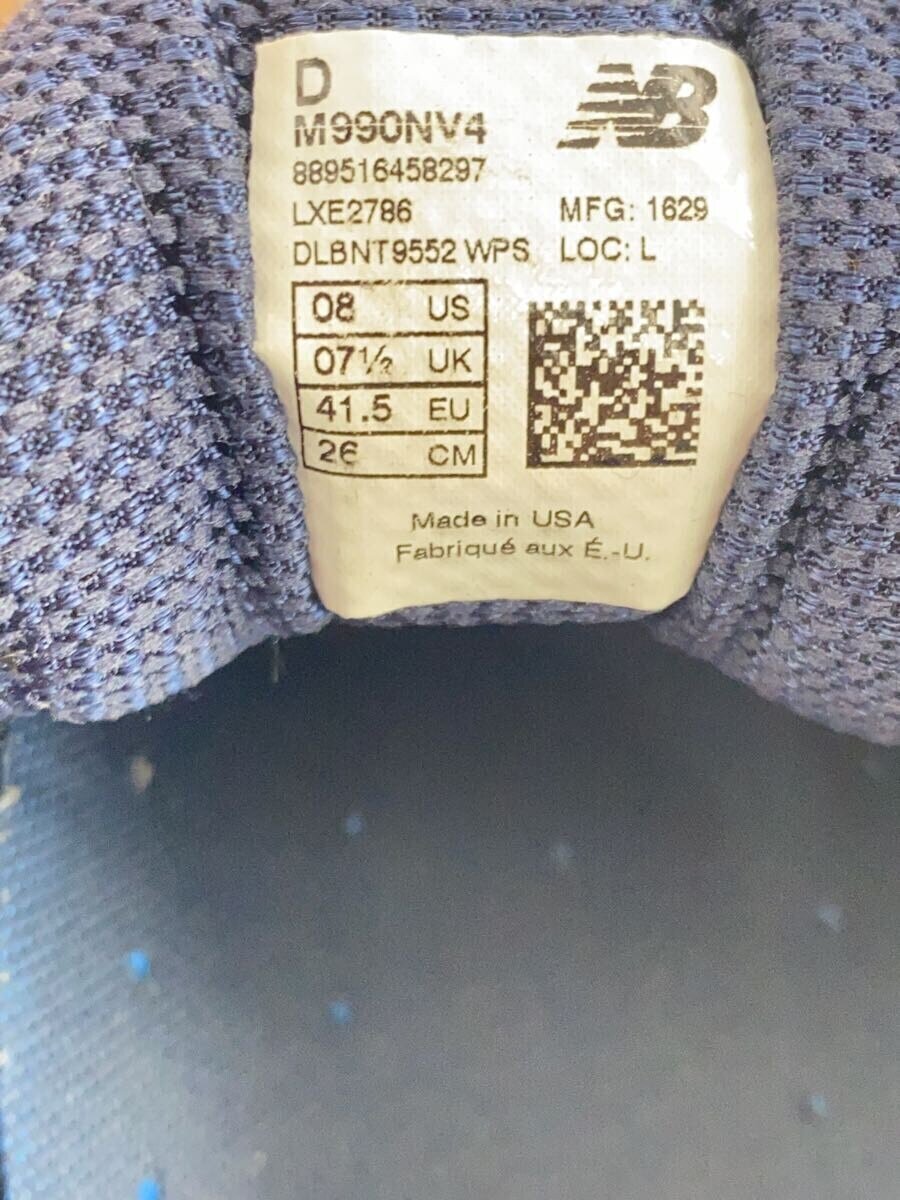 D
NB
M990NV4
889516458297
LXE2786 MFG: 1629
DLBNT9552 WPS LOC: L
08 US
07½ UK
41.5 EU
26 CM
Made in USA
Fabriqué aux É.-U.